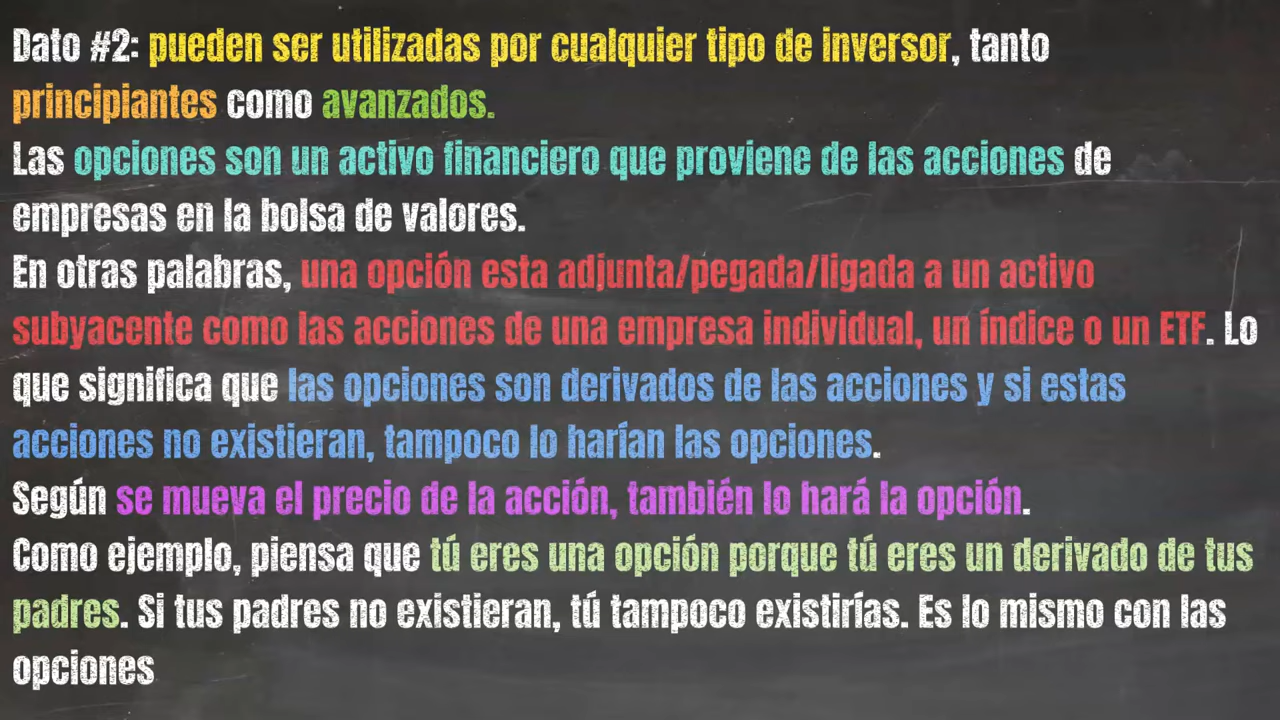 Dato #2: pueden ser utilizadas por cualquier tipo de inversor, tanto
principiantes como avanzados.
Las opciones son un activo financiero que proviene de las acciones de
empresas en la bolsa de valores.
En otras palabras, una opción esta adjunta/pegada/ligada a un activo
subyacente como las acciones de una empresa individual, un índice o un ETF. Lo
que significa que las opciones son derivados de las acciones y si estas
acciones no existieran, tampoco lo harían las opciones.
Según se mueva el precio de la acción, también lo hará la opción.
Como ejemplo, piensa que tú eres una opción porque tú eres un derivado de tus
padres. Si tus padres no existieran, tú tampoco existirías. Es lo mismo con las
opciones